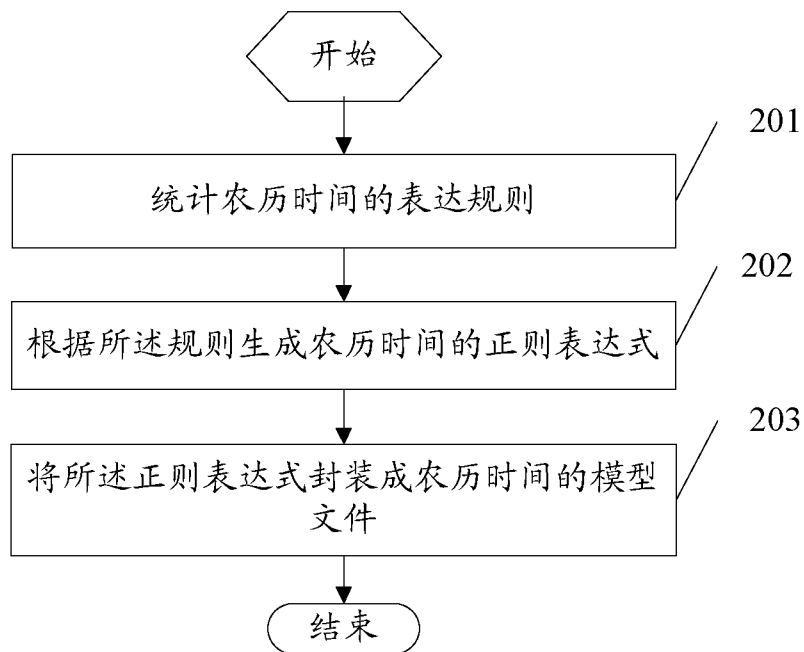 开始
201
统计农历时间的表达规则
202
根据所述规则生成农历时间的正则表达式
203
将所述正则表达式封装成农历时间的模型
文件
结束